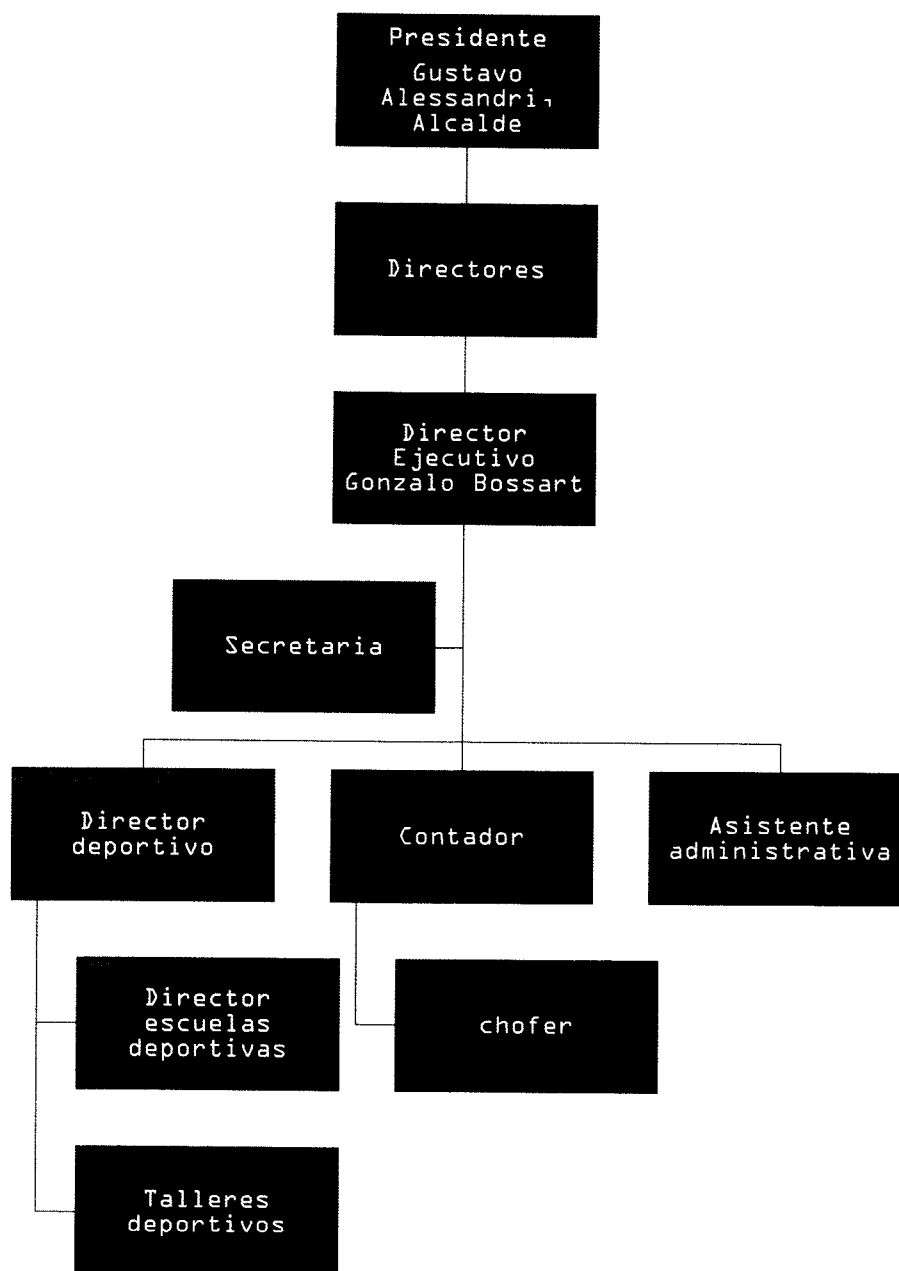 Presidente
Gustavo
Alessandri,
Alcalde
Directores
Director
Ejecutivo
Gonzalo Bossart
Secretaria
Director
deportivo
Contador
Asistente
administrativa
Director
escuelas
deportivas
chofer
Talleres
deportivos